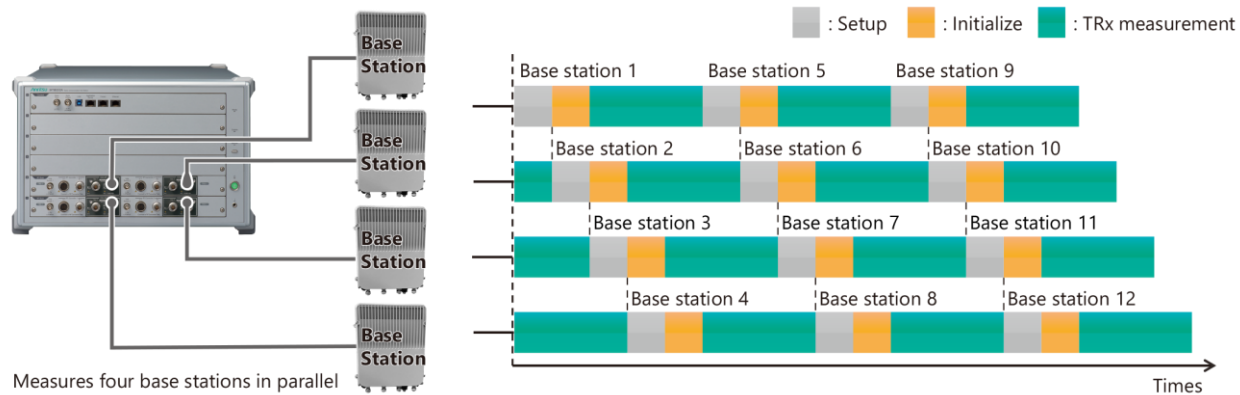 : Setup
: Initialize
: TRx measurement
Base
Station
Base
Station
Base
Station
Base
Station
Measures four base stations in parallel
Base station 1
Base station 5
Base station 9
Base station 2
Base station 6
Base station 10
Base station 3
Base station 7
Base station 11
Base station 4
Base station 8
Base station 12
Times